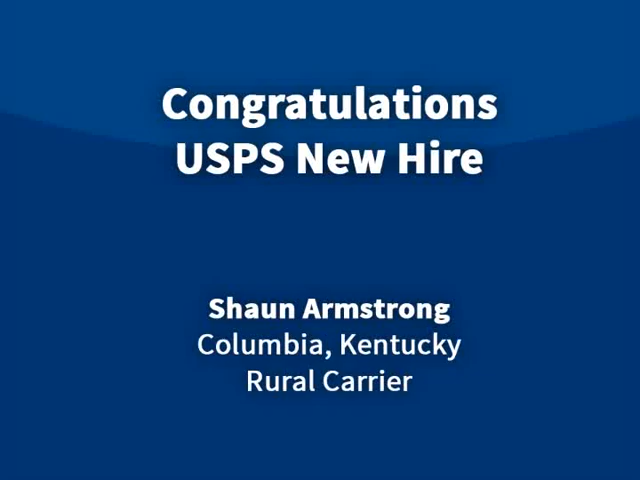 Congratulations
USPS New Hire
Shaun Armstrong
Columbia, Kentucky
Rural Carrier